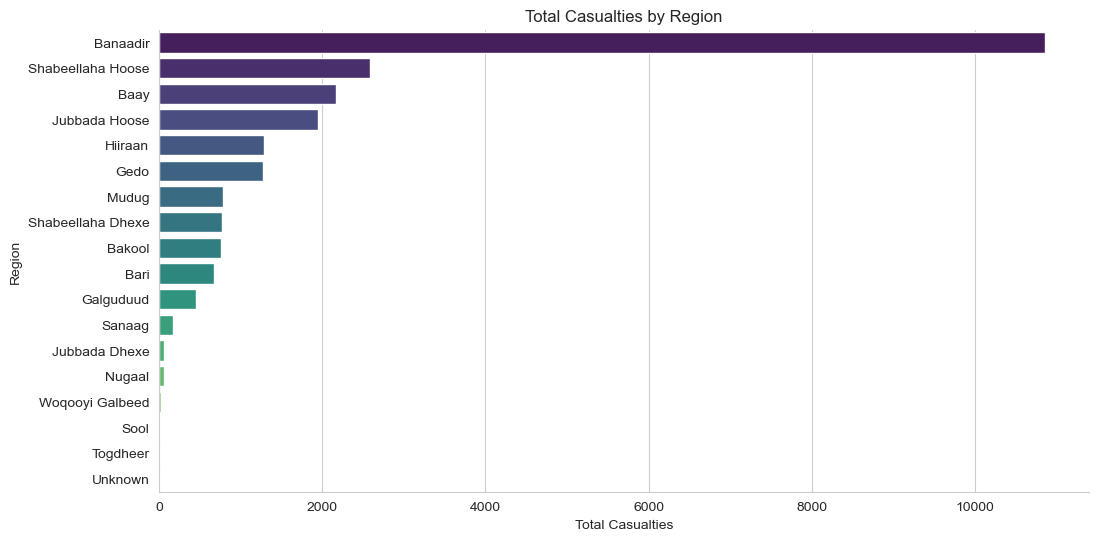 Total Casualties by Region
Banaadir
Shabeellaha Hoose
Baay
Jubbada Hoose
Hiiraan
Gedo
Mudug
Shabeellaha Dhexe
Bakool
Bari
Galguduud
Sanaag
Jubbada Dhexe
Nugaal
Woqooyi Galbeed
Sool
Togdheer
Unknown
Region
0 2000 4000 6000 8000 10000
Total Casualties